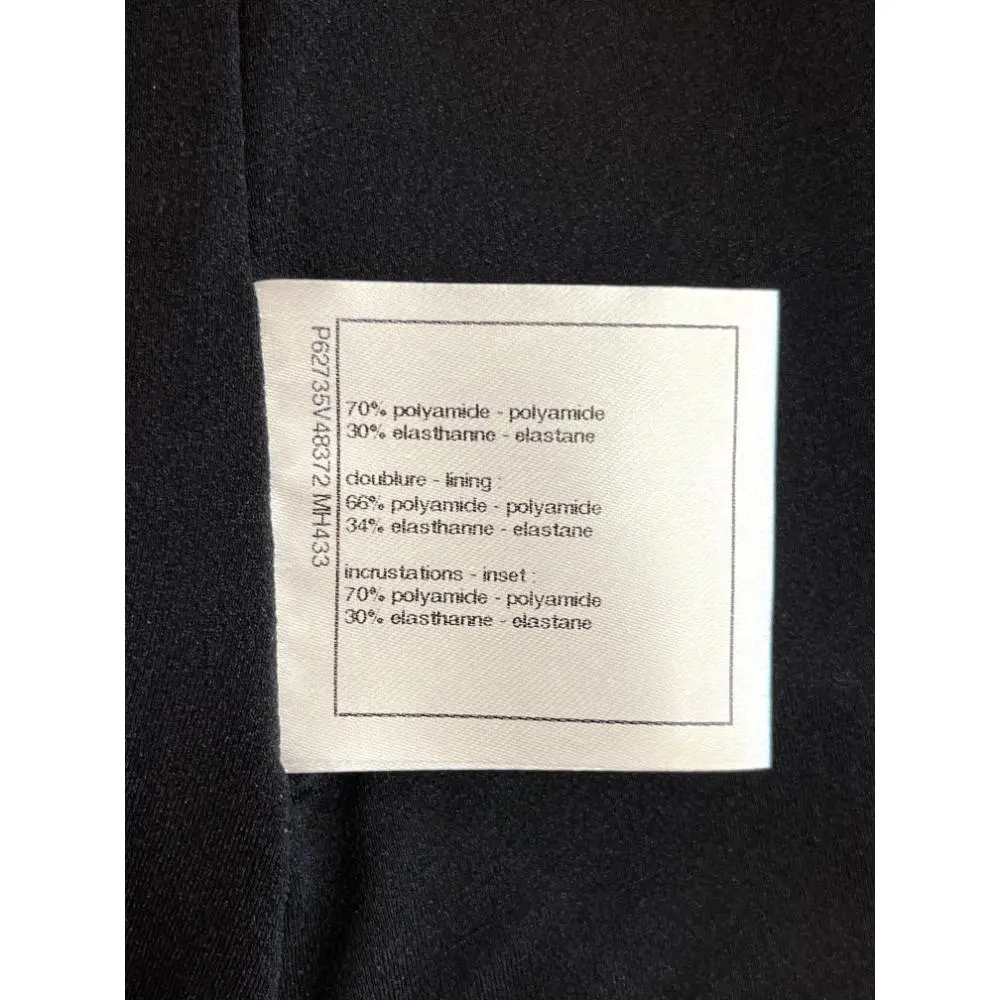 P62735V48372 MH433
70% polyamide - polyamide
30% elasthanne - elastane
doublure - lining :
66% polyamide - polyamide
34% elasthanne - elastane
incrustations - inset :
70% polyamide - polyamide
30% elasthanne - elastane